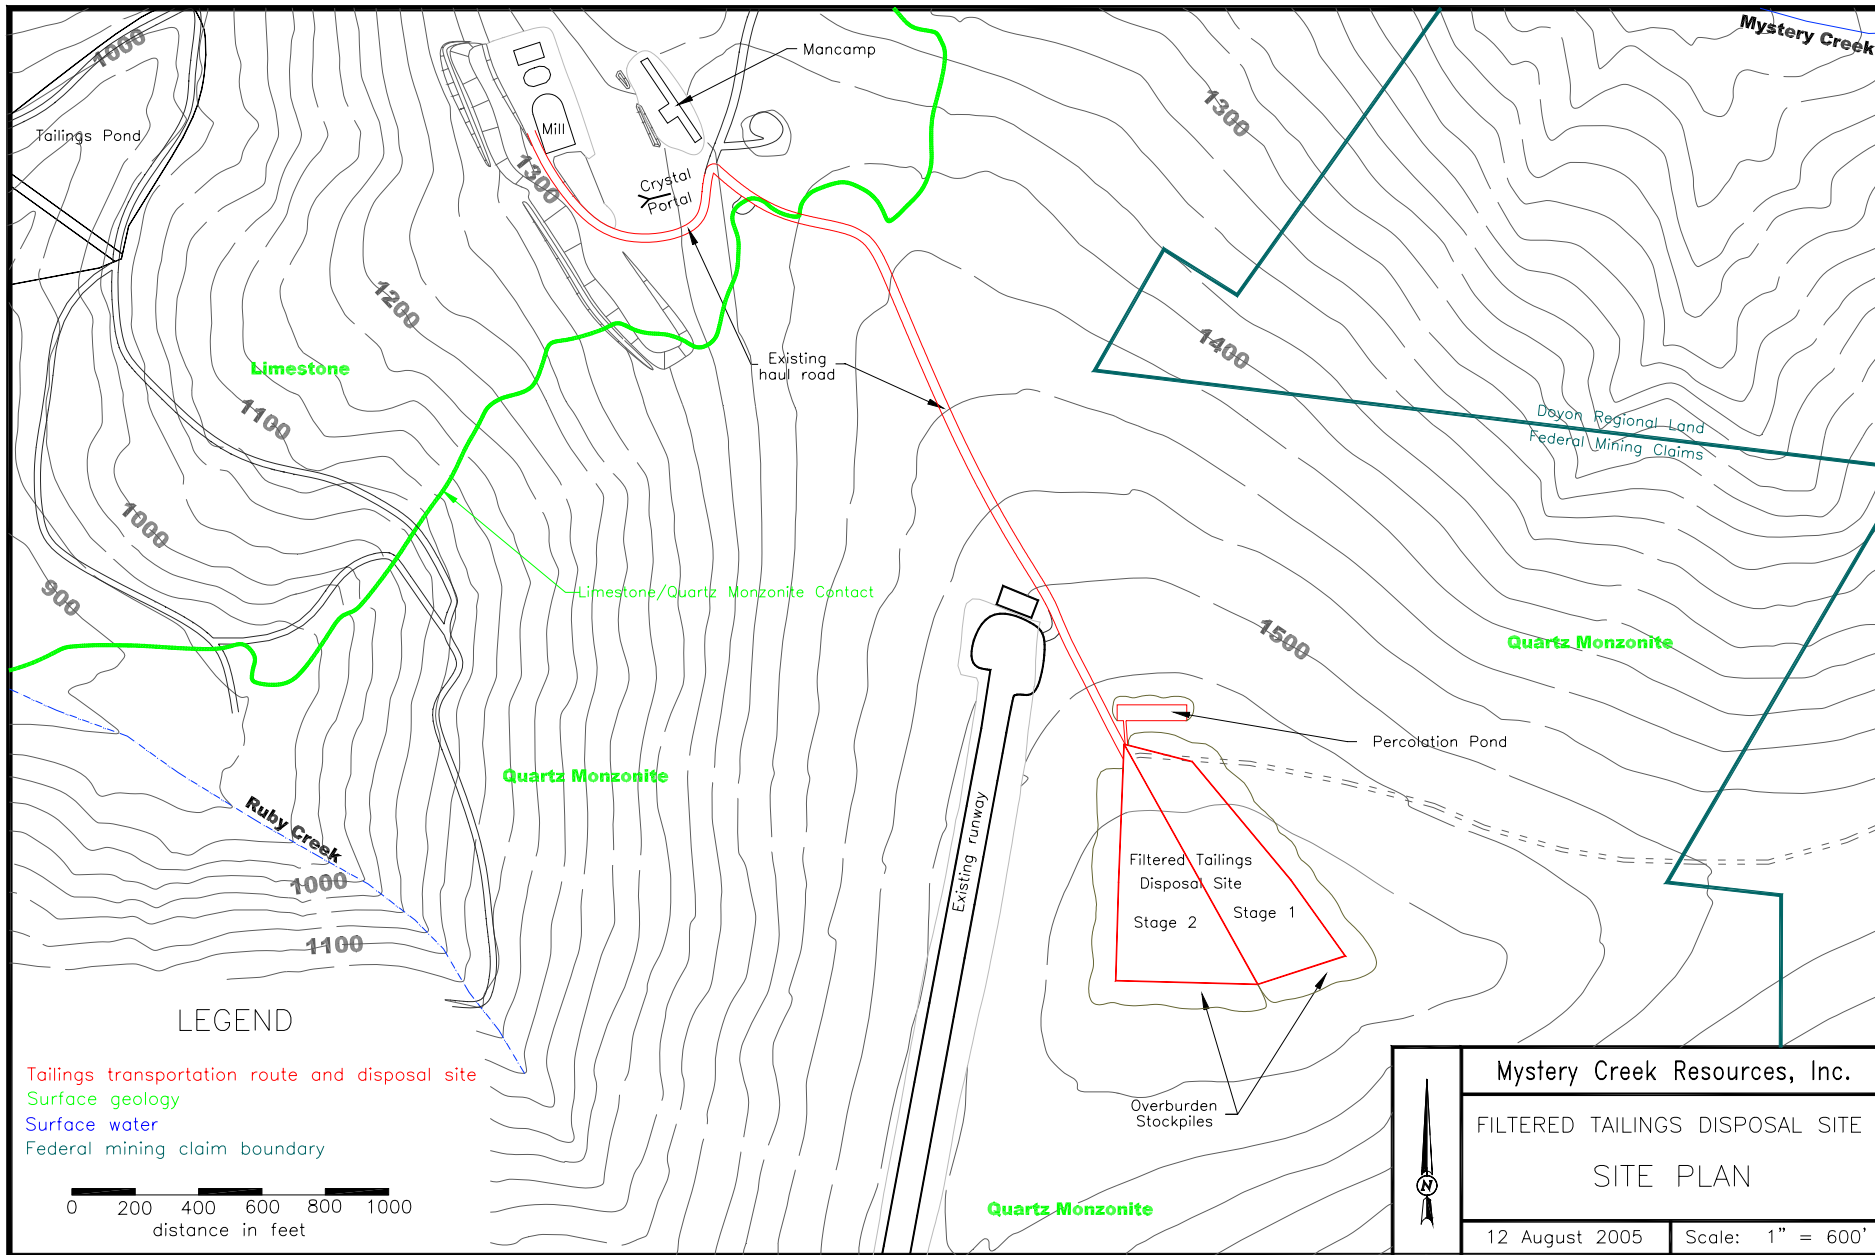 1000
Tailings Pond
Mill
Mancamp
1300
Crystal
Portal
Mystery Creek
1300
1200
1400
Existing
haul road
Limestone
1100
Doyon Regional Land
Federal Mining Claims
1000
900
Limestone/Quartz Monzonite Contact
1500
Quartz Monzonite
Percolation Pond
Quartz Monzonite
Ruby Creek
Existing runway
Filtered Tailings
Disposal Site
Stage 2
Stage 1
1000
1100
Overburden
Stockpiles
Quartz Monzonite
LEGEND
Tailings transportation route and disposal site
Surface geology
Surface water
Federal mining claim boundary
0 200 400 600 800 1000
distance in feet
N
Mystery Creek Resources, Inc.
FILTERED TAILINGS DISPOSAL SITE
SITE PLAN
12 August 2005
Scale: 1" = 600'